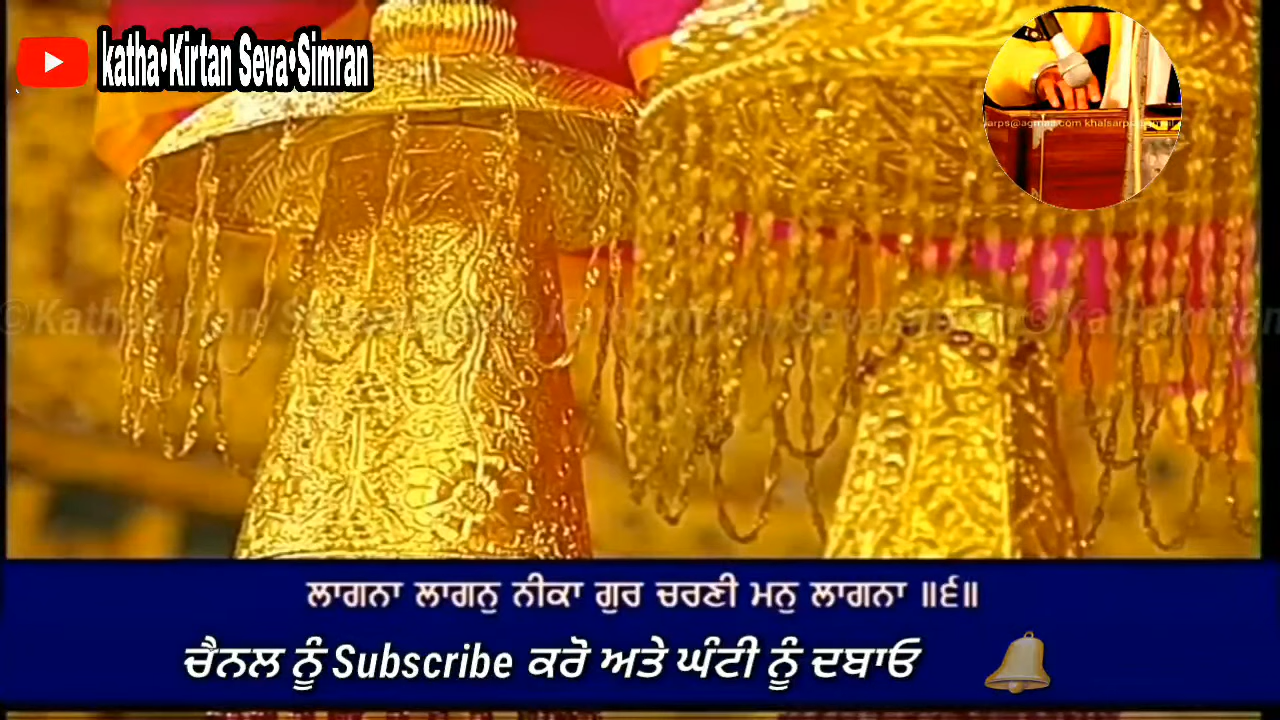 katha•Kirtan Seva•Simran
ਲਾਗਨਾ ਲਾਗਨੁ ਨੀਕਾ ਗੁਰ ਚਰਣੀ ਮਨੁ ਲਾਗਨਾ ॥੬॥
ਚੈਨਲ ਨੂੰ Subscribe ਕਰੋ ਅਤੇ ਘੰਟੀ ਨੂੰ ਦਬਾਓ